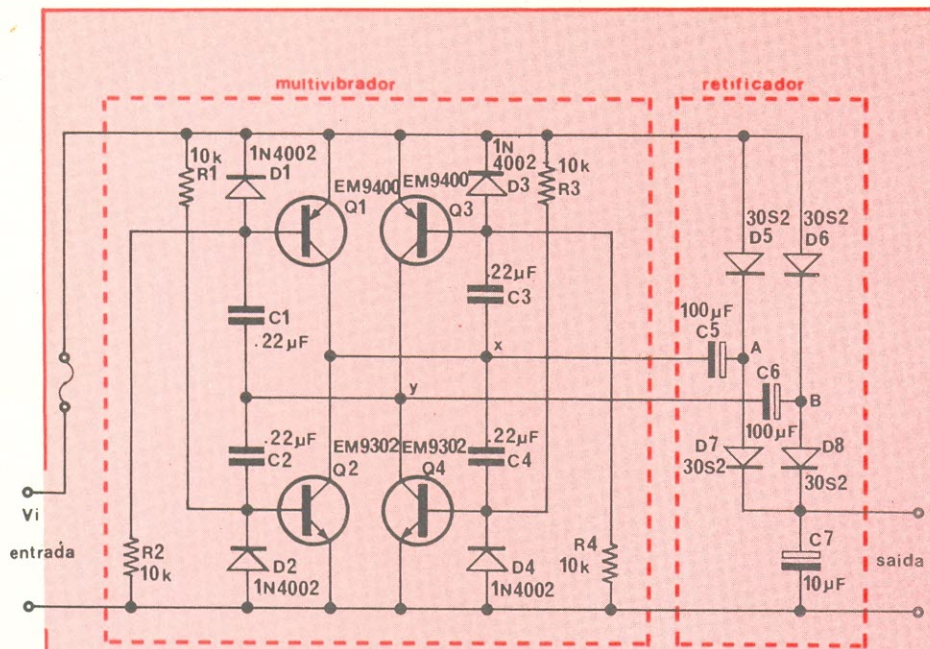 multivibrador
retificador
10k
R1
1N4002
D1
EM9400
Q1
EM9400
Q3
1N
4002
D3
10k
R3
30S2
D5
30S2
D6
C1
.22µF
.22µF
C3
x
100µF
C5
A
y
C6
100µF
B
.22µF
C2
EM9302
Q2
EM9302
Q4
.22µF
C4
D7
30S2
D8
30S2
Vi
entrada
R2
10k
D2
1N4002
D4
1N4002
R4
10k
C7
10µF
saida